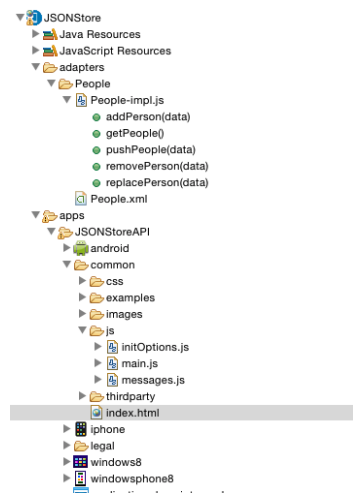 JSONStore
Java Resources
JavaScript Resources
adapters
People
People-impl.js
addPerson(data)
getPeople()
pushPeople(data)
removePerson(data)
replacePerson(data)
People.xml
apps
JSONStoreAPI
android
common
css
examples
images
js
initOptions.js
main.js
messages.js
thirdparty
index.html
iphone
legal
windows8
windowsphone8